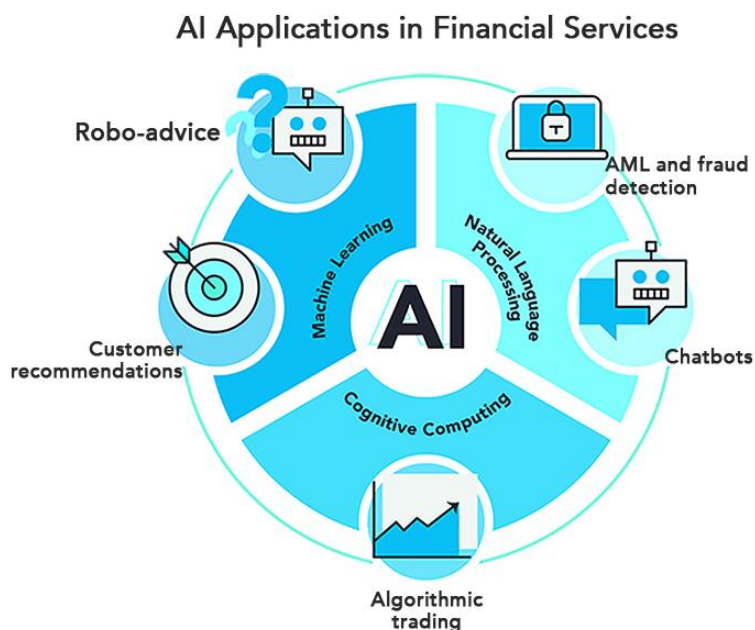 AI Applications in Financial Services
Robo-advice
AML and fraud
detection
Machine Learning
Natural Language
Processing
AI
Customer
recommendations
Chatbots
Cognitive Computing
Algorithmic
trading